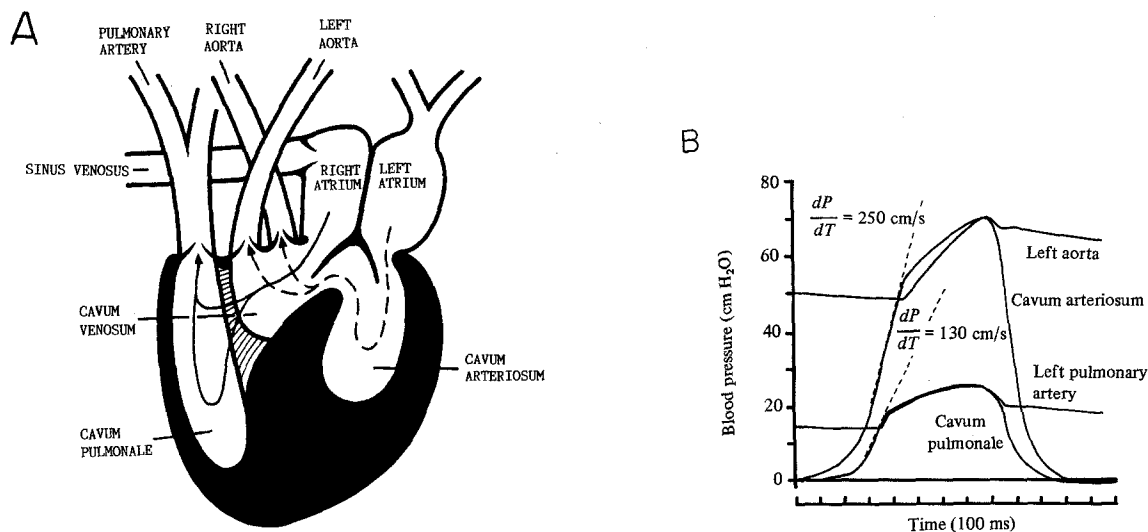 A
PULMONARY
ARTERY
RIGHT
AORTA
LEFT
AORTA
SINUS VENOSUS
RIGHT
ATRIUM
LEFT
ATRIUM
CAVUM
VENOSUM
CAVUM
ARTERIOSUM
CAVUM
PULMONALE
B
Blood pressure (cm H₂O)
80
60
40
20
0
dP
dT = 250 cm/s
dP
dT = 130 cm/s
Left aorta
Cavum arteriosum
Left pulmonary
artery
Cavum
pulmonale
Time (100 ms)